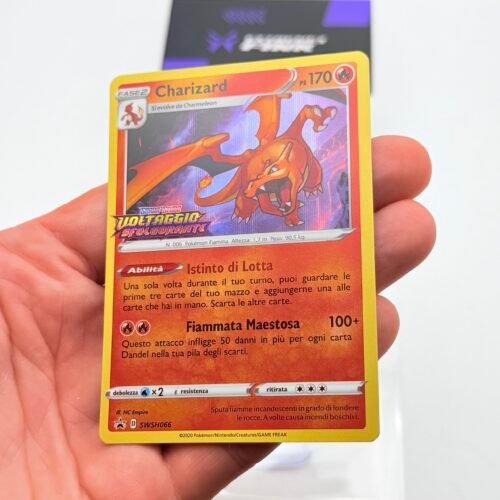 FASE2
Charizard
PS170
Si evolve da Charmeleon
VOLTAGGIO
SFOLGORANTE
N. 006 Pokémon Fiamma Altezza: 1,7 m Peso: 90,5 kg
Abilità Istinto di Lotta
Una sola volta durante il tuo turno, puoi guardare le
prime tre carte del tuo mazzo e aggiungerne una alle
carte che hai in mano. Scarta le altre carte.
Fiammata Maestosa 100+
Questo attacco infligge 50 danni in più per ogni carta
Dandel nella tua pila degli scarti.
debolezza ×2 resistenza ritirata
Ill. NC Empire
D SWSH066
Sputa fiamme incandescenti in grado di fondere
le rocce. A volte causa incendi boschivi.
©2020 Pokémon/Nintendo/Creatures/GAME FREAK